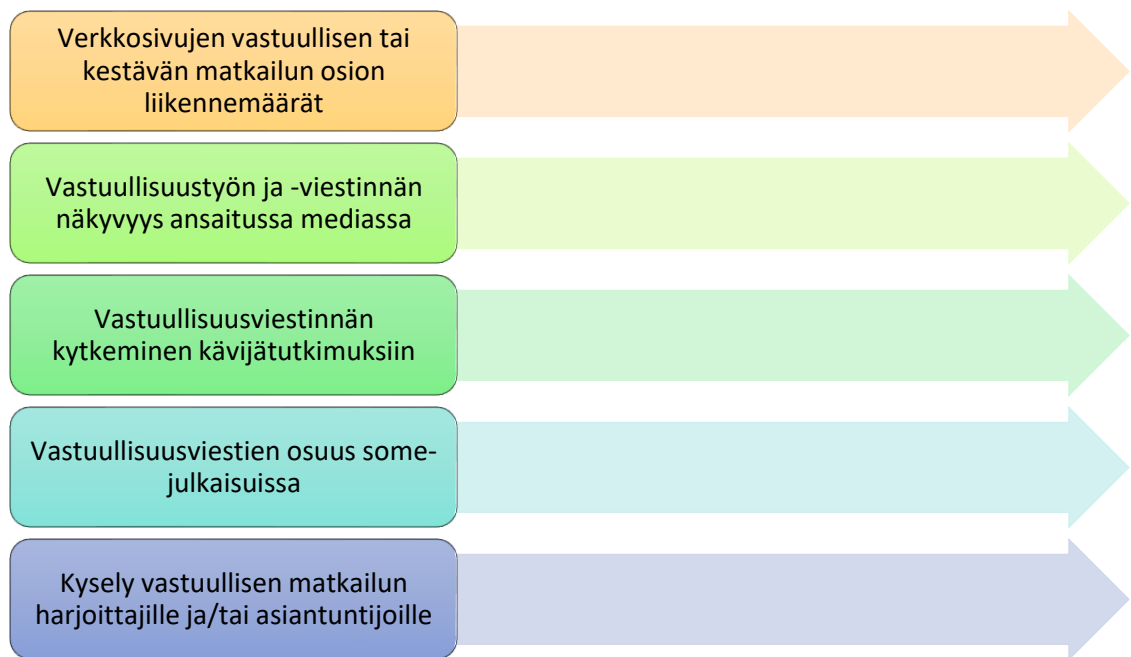 Verkkosivujen vastuullisen tai
kestävän matkailun osion
liikennemäärät
Vastuullisuustyön ja -viestinnän
näkyvyys ansaitussa mediassa
Vastuullisuusviestinnän
kytkeminen kävijätutkimuksiin
Vastuullisuusviestien osuus some-
julkaisuissa
Kysely vastuullisen matkailun
harjoittajille ja/tai asiantuntijoille